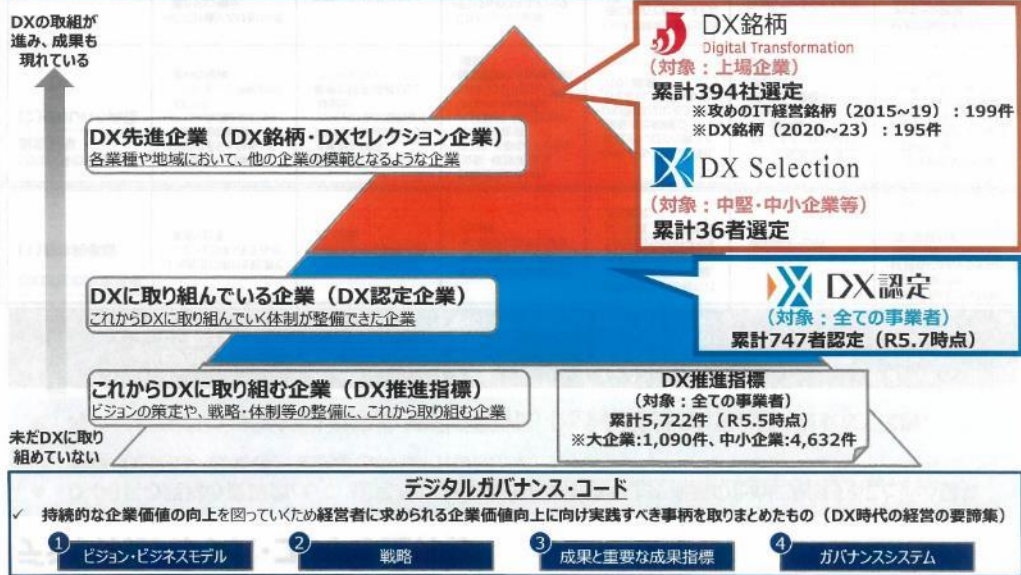 DXの取組が
進み、成果も
現れている
DX銘柄
Digital Transformation
(対象：上場企業)
累計394社選定
※攻めのIT経営銘柄（2015~19）：199件
※DX銘柄（2020~23）：195件
DX Selection
(対象：中堅・中小企業等)
累計36者選定
DX先進企業（DX銘柄・DXセレクション企業）
各業種や地域において、他の企業の模範となるような企業
DXに取り組んでいる企業（DX認定企業）
これからDXに取り組んでいく体制が整備できた企業
DX認定
(対象：全ての事業者)
累計747者認定（R5.7時点）
これからDXに取り組む企業（DX推進指標）
ビジョンの策定や、戦略・体制等の整備に、これから取り組む企業
DX推進指標
(対象：全ての事業者)
累計5,722件（R5.5時点）
※大企業:1,090件、中小企業:4,632件
未だDXに取り
組めていない
デジタルガバナンス・コード
✓ 持続的な企業価値の向上を図っていくため経営者に求められる企業価値向上に向け実践すべき事柄を取りまとめたもの（DX時代の経営の要諦集）
1 ビジョン・ビジネスモデル
2 戦略
3 成果と重要な成果指標
4 ガバナンスシステム